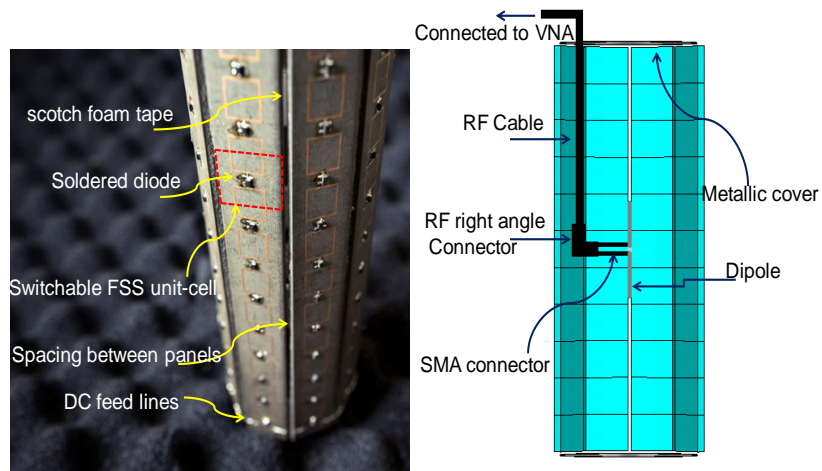 scotch foam tape
Soldered diode
Switchable FSS unit-cell
Spacing between panels
DC feed lines
Connected to VNA
RF Cable
Metallic cover
RF right angle
Connector
Dipole
SMA connector